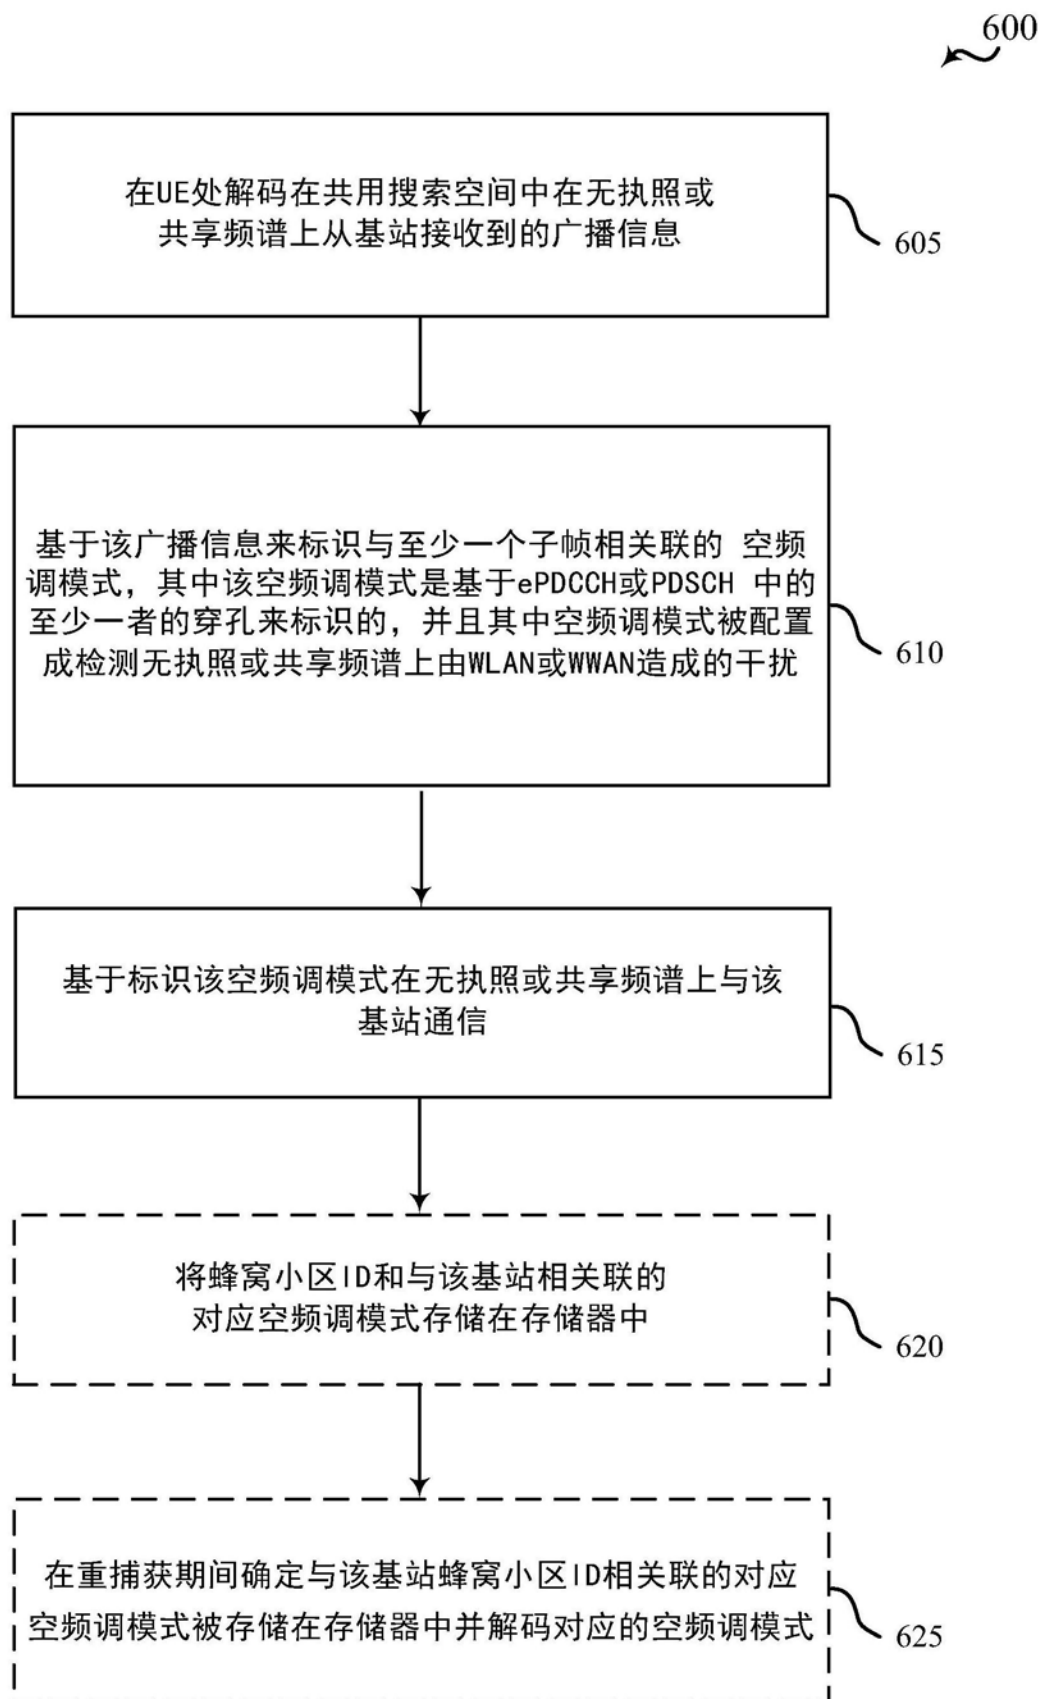 600
在UE处解码在共用搜索空间中在无执照或
共享频谱上从基站接收到的广播信息
605
基于该广播信息来标识与至少一个子帧相关联的 空频
调模式，其中该空频调模式是基于ePDCCH或PDSCH 中的
至少一者的穿孔来标识的，并且其中空频调模式被配置
成检测无执照或共享频谱上由WLAN或WWAN造成的干扰
610
基于标识该空频调模式在无执照或共享频谱上与该
基站通信
615
将蜂窝小区ID和与该基站相关联的
对应空频调模式存储在存储器中
620
在重捕获期间确定与该基站蜂窝小区ID相关联的对应
空频调模式被存储在存储器中并解码对应的空频调模式
625